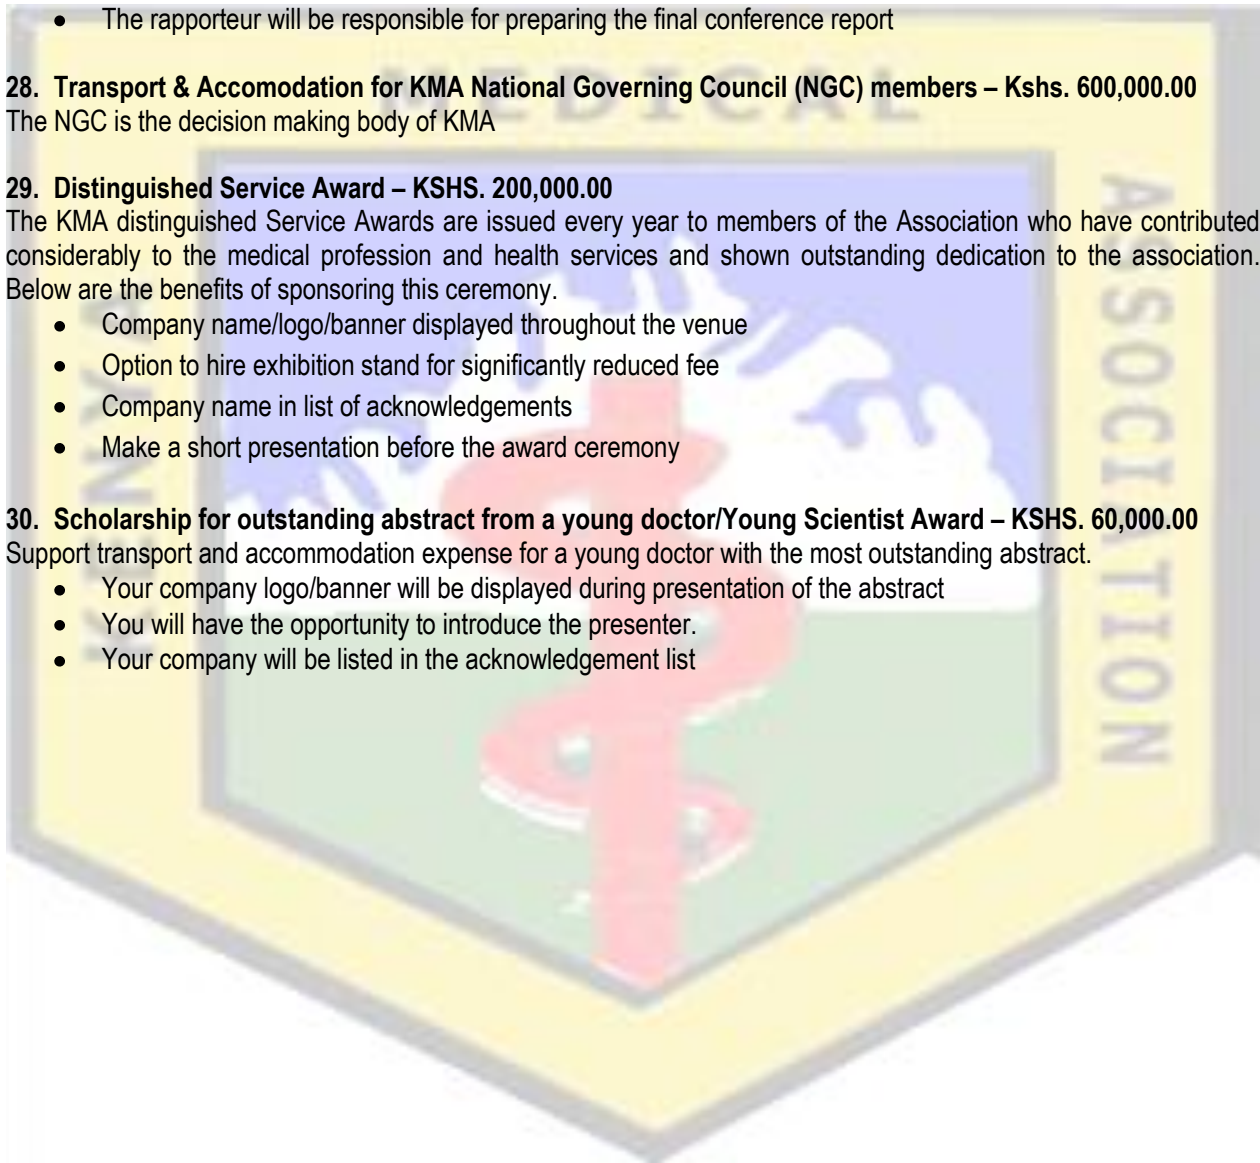 • The rapporteur will be responsible for preparing the final conference report
28. Transport & Accomodation for KMA National Governing Council (NGC) members – Kshs. 600,000.00
The NGC is the decision making body of KMA
29. Distinguished Service Award – KSHS. 200,000.00
The KMA distinguished Service Awards are issued every year to members of the Association who have contributed
considerably to the medical profession and health services and shown outstanding dedication to the association.
Below are the benefits of sponsoring this ceremony.
• Company name/logo/banner displayed throughout the venue
• Option to hire exhibition stand for significantly reduced fee
• Company name in list of acknowledgements
• Make a short presentation before the award ceremony
30. Scholarship for outstanding abstract from a young doctor/Young Scientist Award – KSHS. 60,000.00
Support transport and accommodation expense for a young doctor with the most outstanding abstract.
• Your company logo/banner will be displayed during presentation of the abstract
• You will have the opportunity to introduce the presenter.
• Your company will be listed in the acknowledgement list
KENYA
MEDICAL
ASSOCIATION